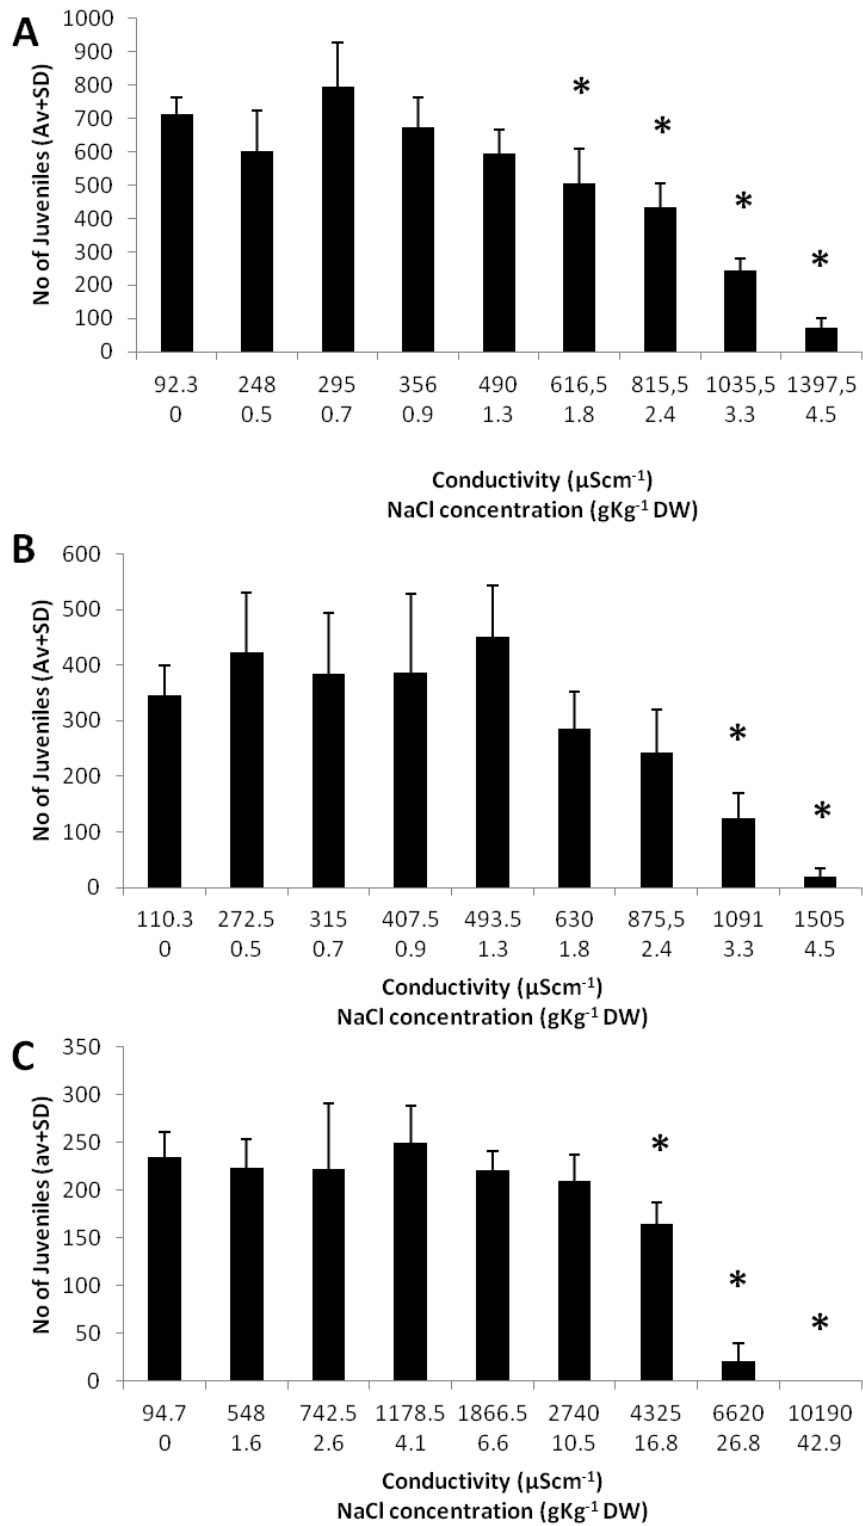 A
No of Juveniles (Av+SD)
1000
900
800
700
600
500
400
300
200
100
0
* * * *
92.3 248 295 356 490 616,5 815,5 1035,5 1397,5
0 0.5 0.7 0.9 1.3 1.8 2.4 3.3 4.5
Conductivity (µScm⁻¹)
NaCl concentration (gKg⁻¹ DW)
B
No of Juveniles (Av+SD)
600
500
400
300
200
100
0
* *
110.3 272.5 315 407.5 493.5 630 875,5 1091 1505
0 0.5 0.7 0.9 1.3 1.8 2.4 3.3 4.5
Conductivity (µScm⁻¹)
NaCl concentration (gKg⁻¹ DW)
C
No of Juveniles (av+SD)
350
300
250
200
150
100
50
0
* * *
94.7 548 742.5 1178.5 1866.5 2740 4325 6620 10190
0 1.6 2.6 4.1 6.6 10.5 16.8 26.8 42.9
Conductivity (µScm⁻¹)
NaCl concentration (gKg⁻¹ DW)